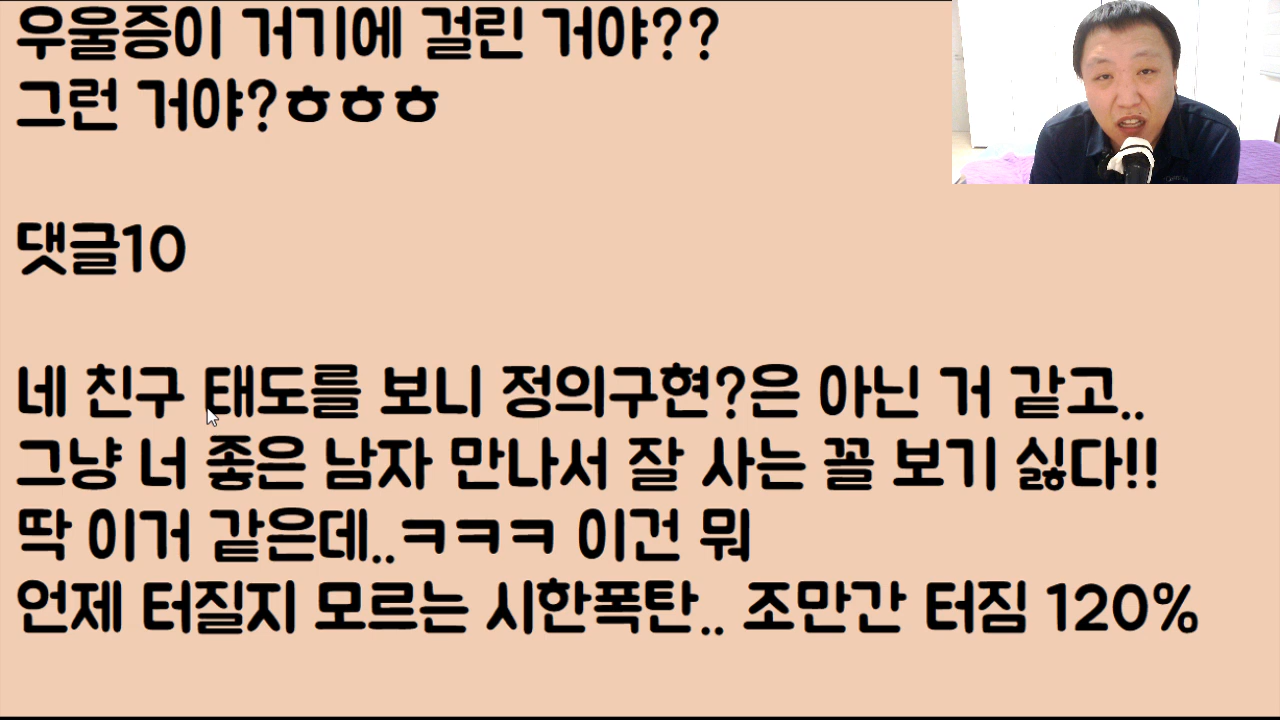 우울증이 거기에 걸린 거야??
그런 거야?ㅎㅎㅎ
댓글10
네 친구 태도를 보니 정의구현?은 아닌 거 같고..
그냥 너 좋은 남자 만나서 잘 사는 꼴 보기 싫다!!
딱 이거 같은데..ㅋㅋㅋ 이건 뭐
언제 터질지 모르는 시한폭탄.. 조만간 터짐 120%